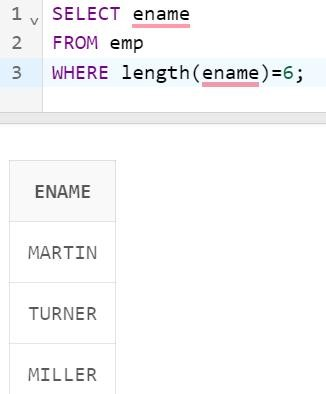 1 SELECT ename
2 FROM emp
3 WHERE length(ename)=6;
ENAME
MARTIN
TURNER
MILLER